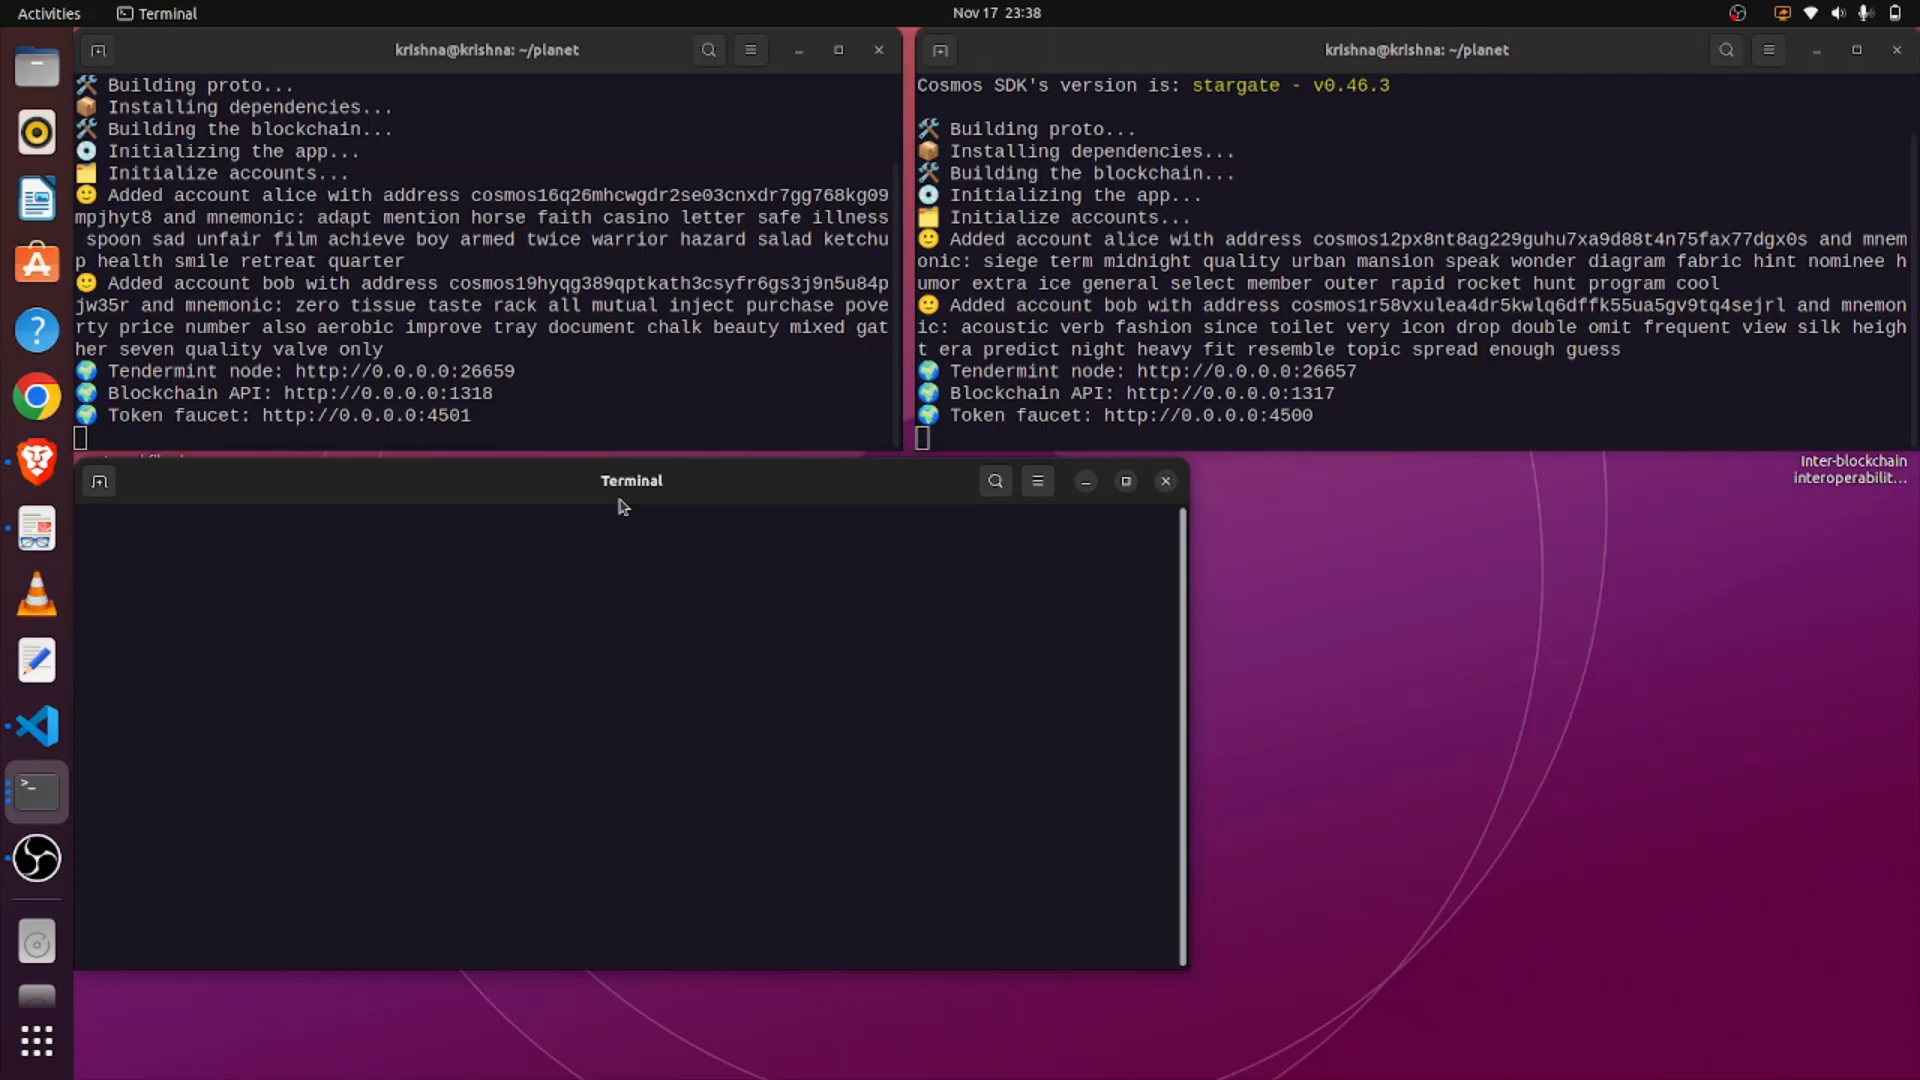 Activities
Terminal
Nov 17 23:38
krishna@krishna: ~/planet
🛠️ Building proto...
📦 Installing dependencies...
🛠️ Building the blockchain...
💿 Initializing the app...
🗂️ Initialize accounts...
🙂 Added account alice with address cosmos16q26mhcwgdr2se03cnxdr7gg768kg09
mpjhyt8 and mnemonic: adapt mention horse faith casino letter safe illness
spoon sad unfair film achieve boy armed twice warrior hazard salad ketchu
p health smile retreat quarter
🙂 Added account bob with address cosmos19hyqg389qptkath3csyfr6gs3j9n5u84p
jw35r and mnemonic: zero tissue taste rack all mutual inject purchase pove
rty price number also aerobic improve tray document chalk beauty mixed gat
her seven quality valve only
🌍 Tendermint node: http://0.0.0.0:26659
🌍 Blockchain API: http://0.0.0.0:1318
🌍 Token faucet: http://0.0.0.0:4501
krishna@krishna: ~/planet
Cosmos SDK's version is: stargate - v0.46.3
🛠️ Building proto...
📦 Installing dependencies...
🛠️ Building the blockchain...
💿 Initializing the app...
🗂️ Initialize accounts...
🙂 Added account alice with address cosmos12px8nt8ag229guhu7xa9d88t4n75fax77dgx0s and mnem
onic: siege term midnight quality urban mansion speak wonder diagram fabric hint nominee h
umor extra ice general select member outer rapid rocket hunt program cool
🙂 Added account bob with address cosmos1r58vxulea4dr5kwlq6dffk55ua5gv9tq4sejrl and mnemon
ic: acoustic verb fashion since toilet very icon drop double omit frequent view silk heigh
t era predict night heavy fit resemble topic spread enough guess
🌍 Tendermint node: http://0.0.0.0:26657
🌍 Blockchain API: http://0.0.0.0:1317
🌍 Token faucet: http://0.0.0.0:4500
Terminal
Inter-blockchain
interoperabilit...